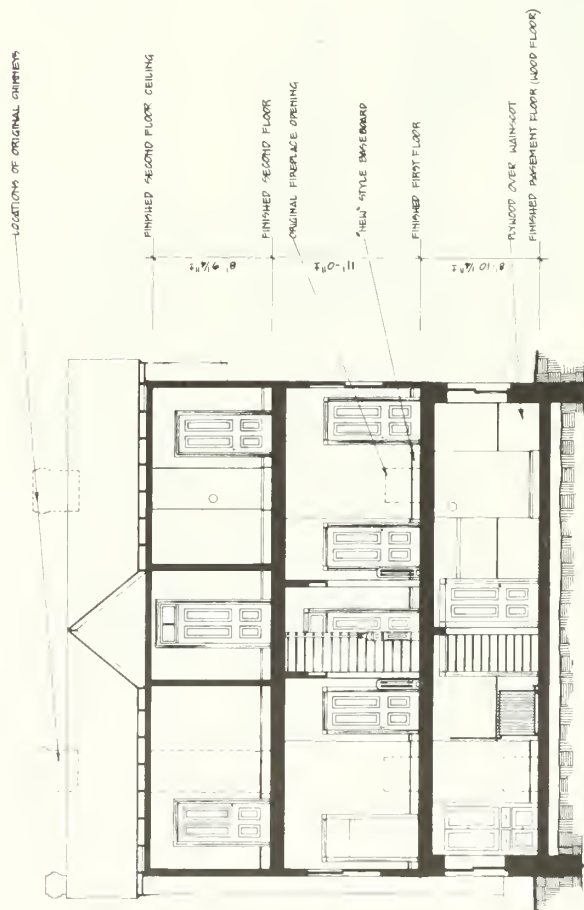 LOCATIONS OF ORIGINAL CHIMNEYS
FINISHED SECOND FLOOR CEILING
8' 9 1/4" ±
FINISHED SECOND FLOOR
ORIGINAL FIREPLACE OPENING
11'-0" ±
"NEW" STYLE BASEBOARD
FINISHED FIRST FLOOR
8'-10 1/4" ±
PLYWOOD OVER WAINSCOT
FINISHED BASEMENT FLOOR (WOOD FLOOR)